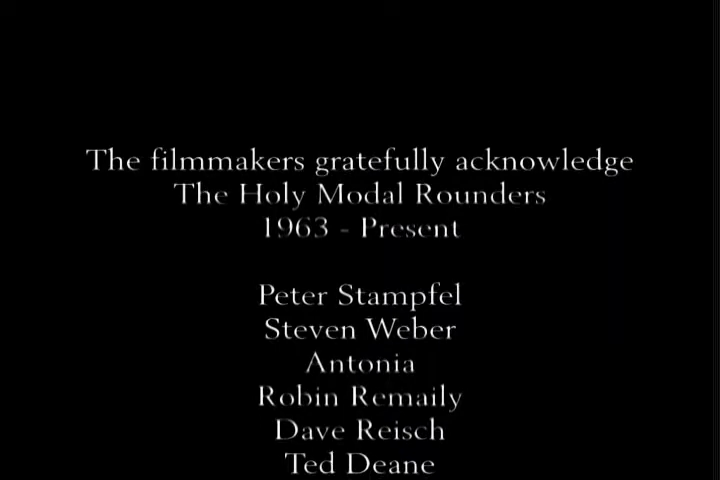 The filmmakers gratefully acknowledge
The Holy Modal Rounders
1963 - Present
Peter Stampfel
Steven Weber
Antonia
Robin Remaily
Dave Reisch
Ted Deane